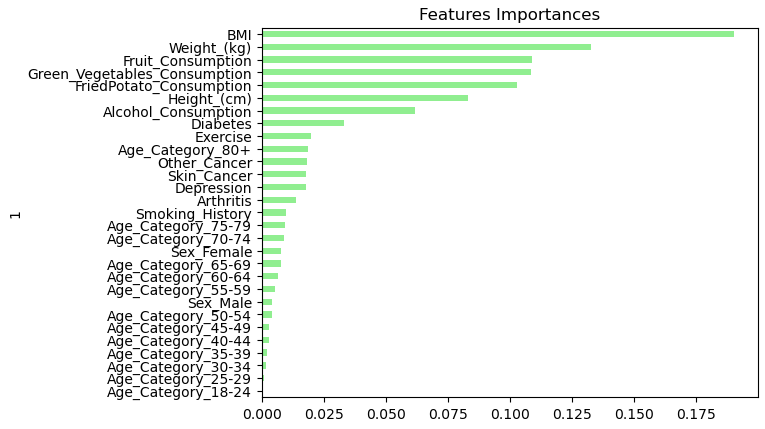 Features Importances
BMI
Weight_(kg)
Fruit_Consumption
Green_Vegetables_Consumption
FriedPotato_Consumption
Height_(cm)
Alcohol_Consumption
Diabetes
Exercise
Age_Category_80+
Other_Cancer
Skin_Cancer
Depression
Arthritis
Smoking_History
Age_Category_75-79
Age_Category_70-74
Sex_Female
Age_Category_65-69
Age_Category_60-64
Age_Category_55-59
Sex_Male
Age_Category_50-54
Age_Category_45-49
Age_Category_40-44
Age_Category_35-39
Age_Category_30-34
Age_Category_25-29
Age_Category_18-24
1
0.000 0.025 0.050 0.075 0.100 0.125 0.150 0.175